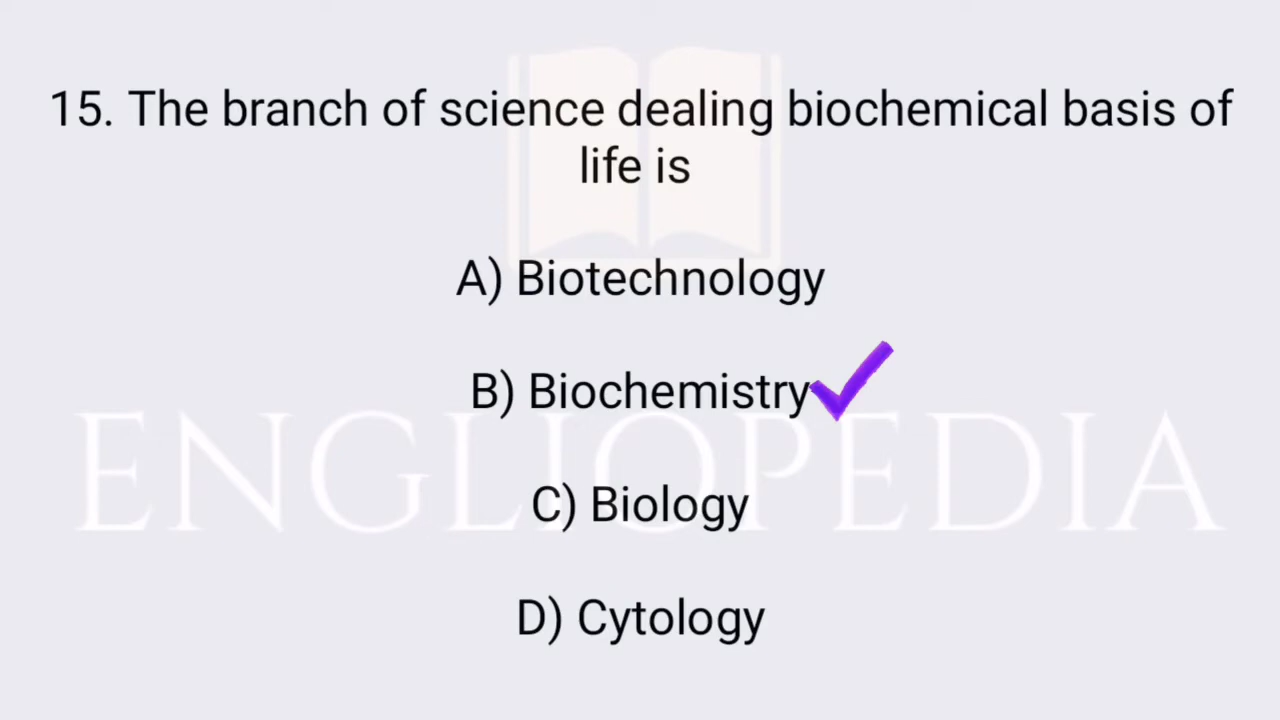 15. The branch of science dealing biochemical basis of
life is
A) Biotechnology
B) Biochemistry
ENGLIOPEDIA
C) Biology
D) Cytology